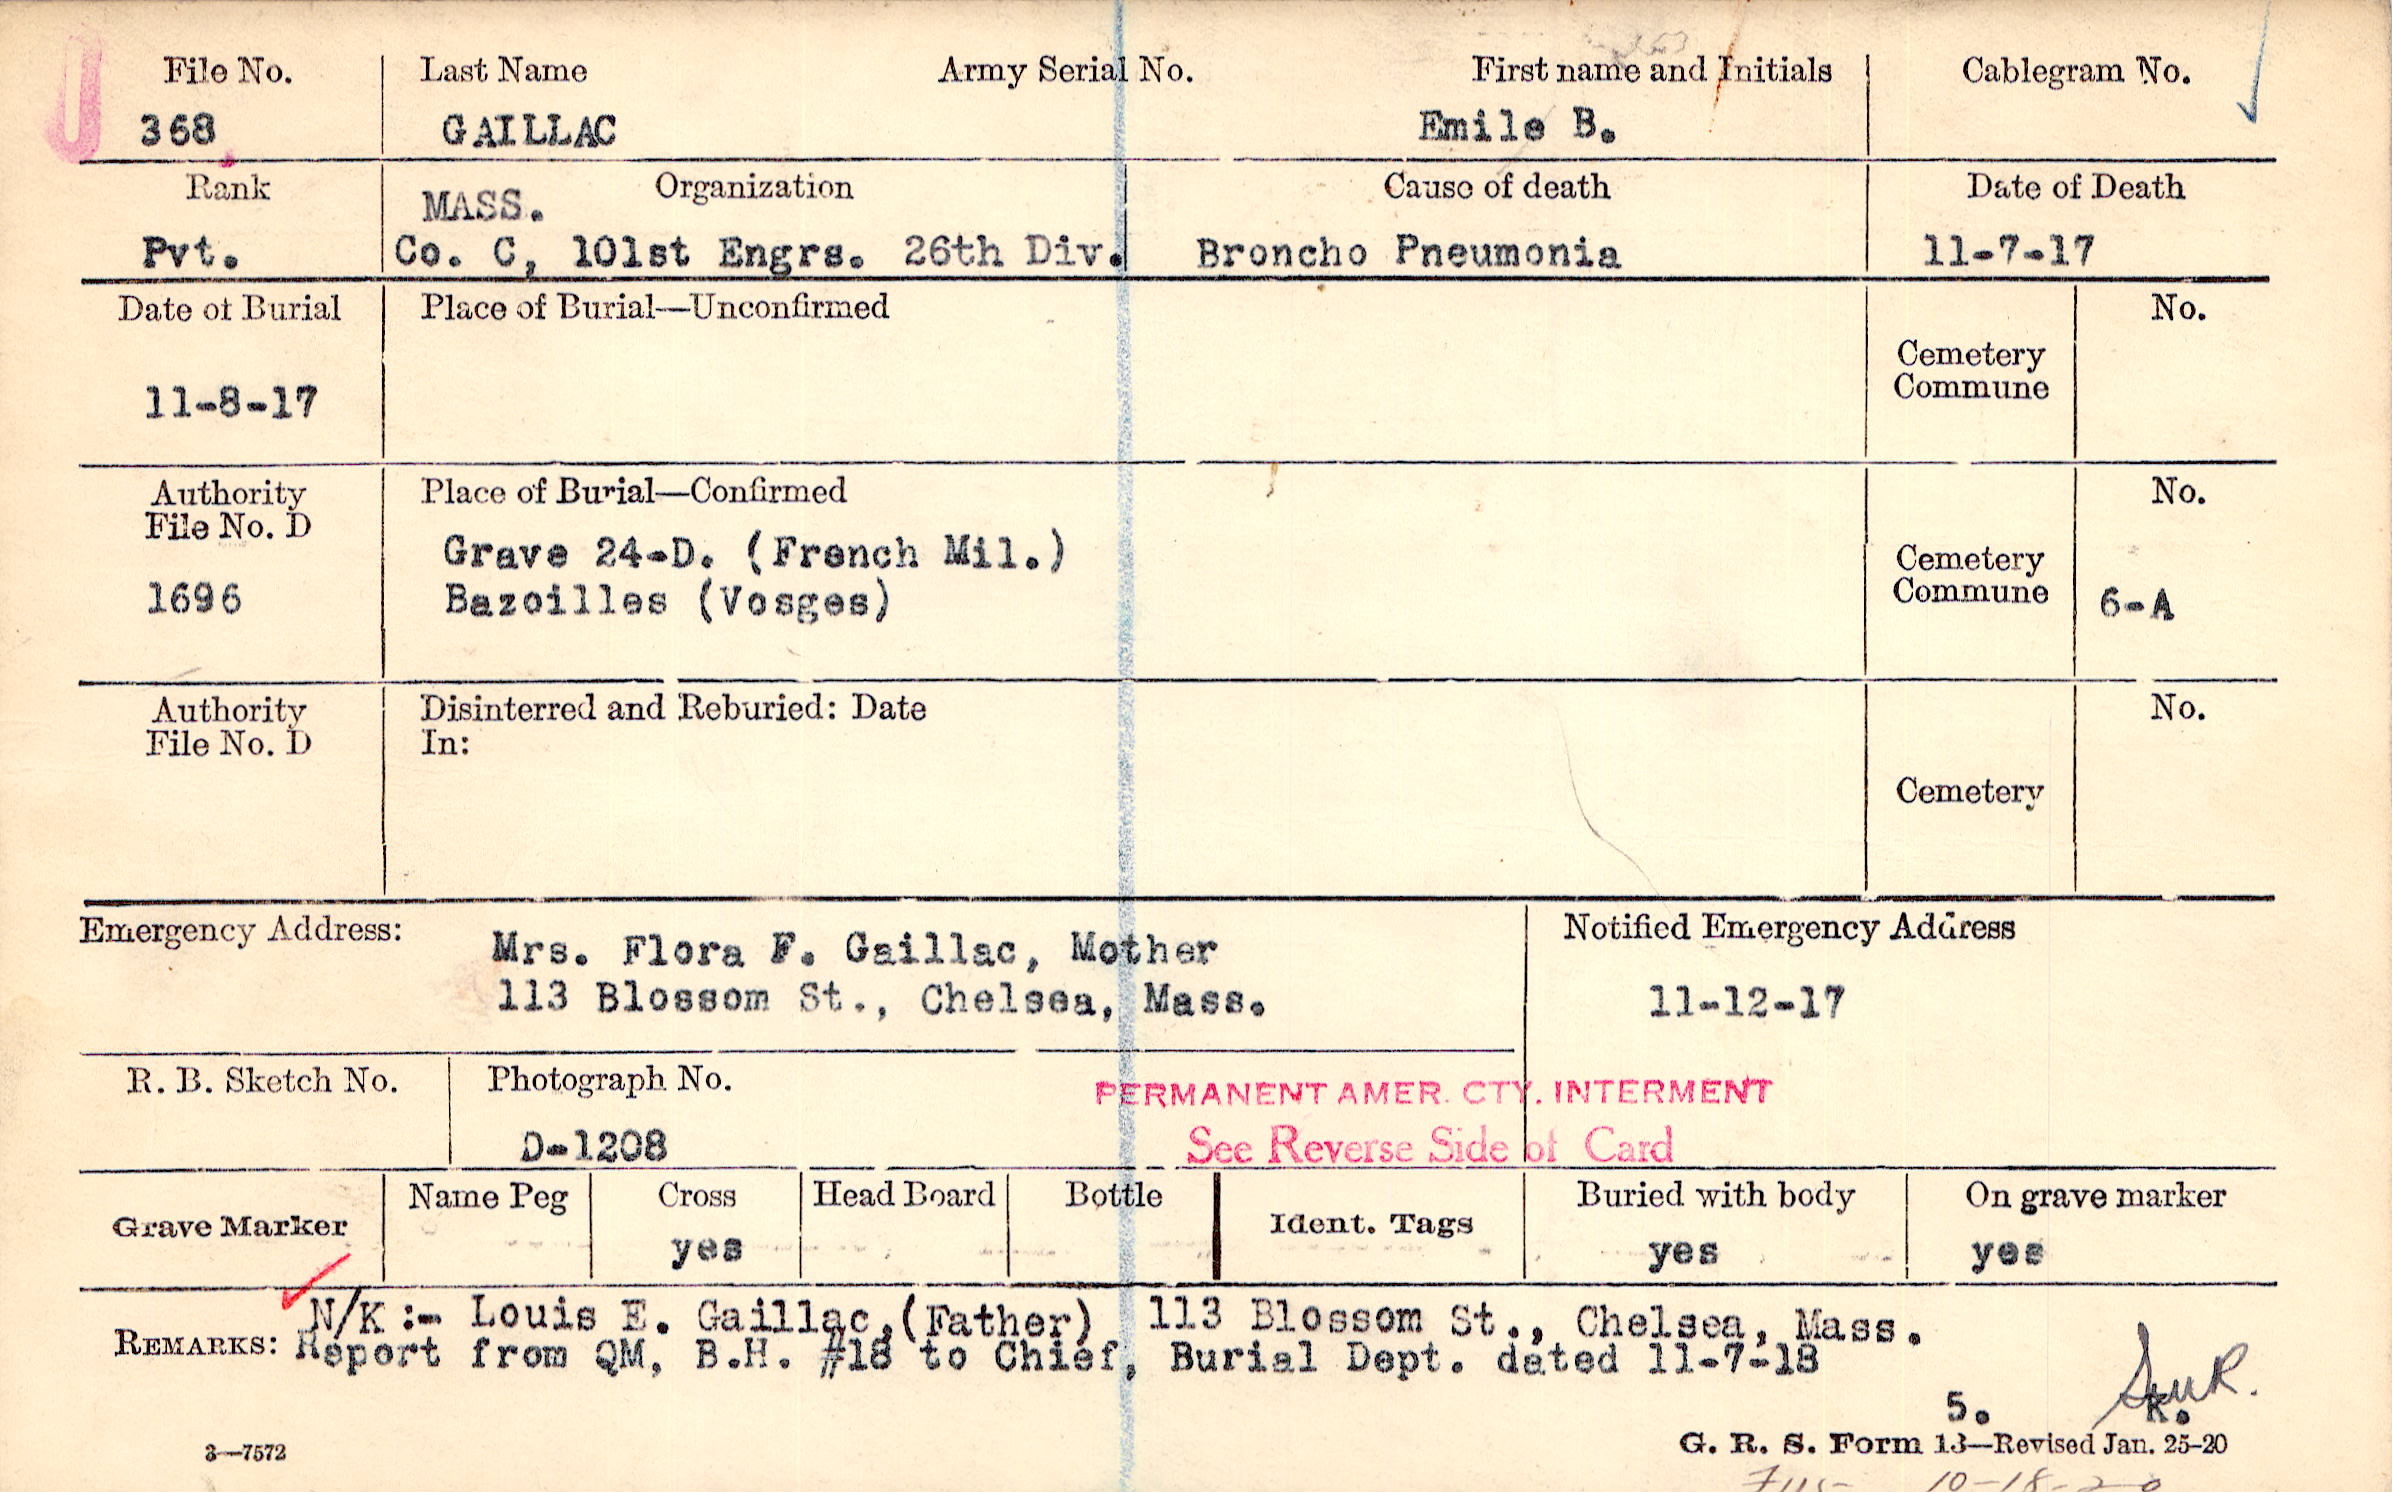 File No. Last Name Army Serial No. First name and Initials Cablegram No.
368 GAILLAC Emile B.
Rank Organization Cause of death Date of Death
MASS.
Pvt. Co. C, 101st Engrs. 26th Div. Broncho Pneumonia 11-7-17
Date of Burial Place of Burial—Unconfirmed No.
Cemetery
Commune
11-8-17
Authority Place of Burial—Confirmed No.
File No. D
Grave 24-D. (French Mil.) Cemetery
1696 Bazoilles (Vosges) Commune 6-A
Authority Disinterred and Reburied: Date No.
File No. D In:
Cemetery
Emergency Address: Notified Emergency Address
Mrs. Flora F. Gaillac, Mother
113 Blossom St., Chelsea, Mass. 11-12-17
R. B. Sketch No. Photograph No.
PERMANENT AMER. CTY. INTERMENT
D-1208 See Reverse Side of Card
Grave Marker Name Peg Cross Head Board Bottle Ident. Tags Buried with body On grave marker
yes yes yes
N/K :- Louis E. Gaillac,(Father) 113 Blossom St., Chelsea, Mass.
REMARKS: Report from QM, B.H. #18 to Chief, Burial Dept. dated 11-7-18
5. K.
3—7572 G. R. S. Form 13—Revised Jan. 25-20
10-18-20